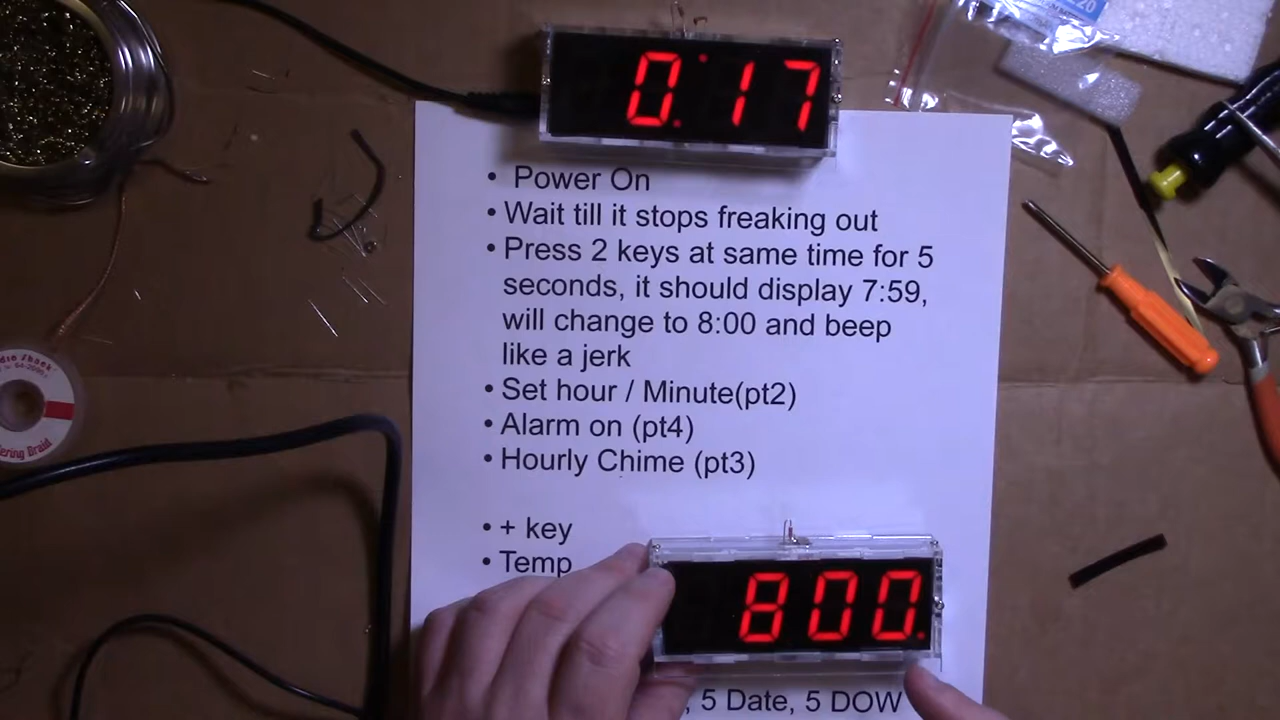 0.17
• Power On
• Wait till it stops freaking out
• Press 2 keys at same time for 5
seconds, it should display 7:59,
will change to 8:00 and beep
like a jerk
• Set hour / Minute(pt2)
• Alarm on (pt4)
• Hourly Chime (pt3)
• + key
• Temp
800.
, 5 Date, 5 DOW